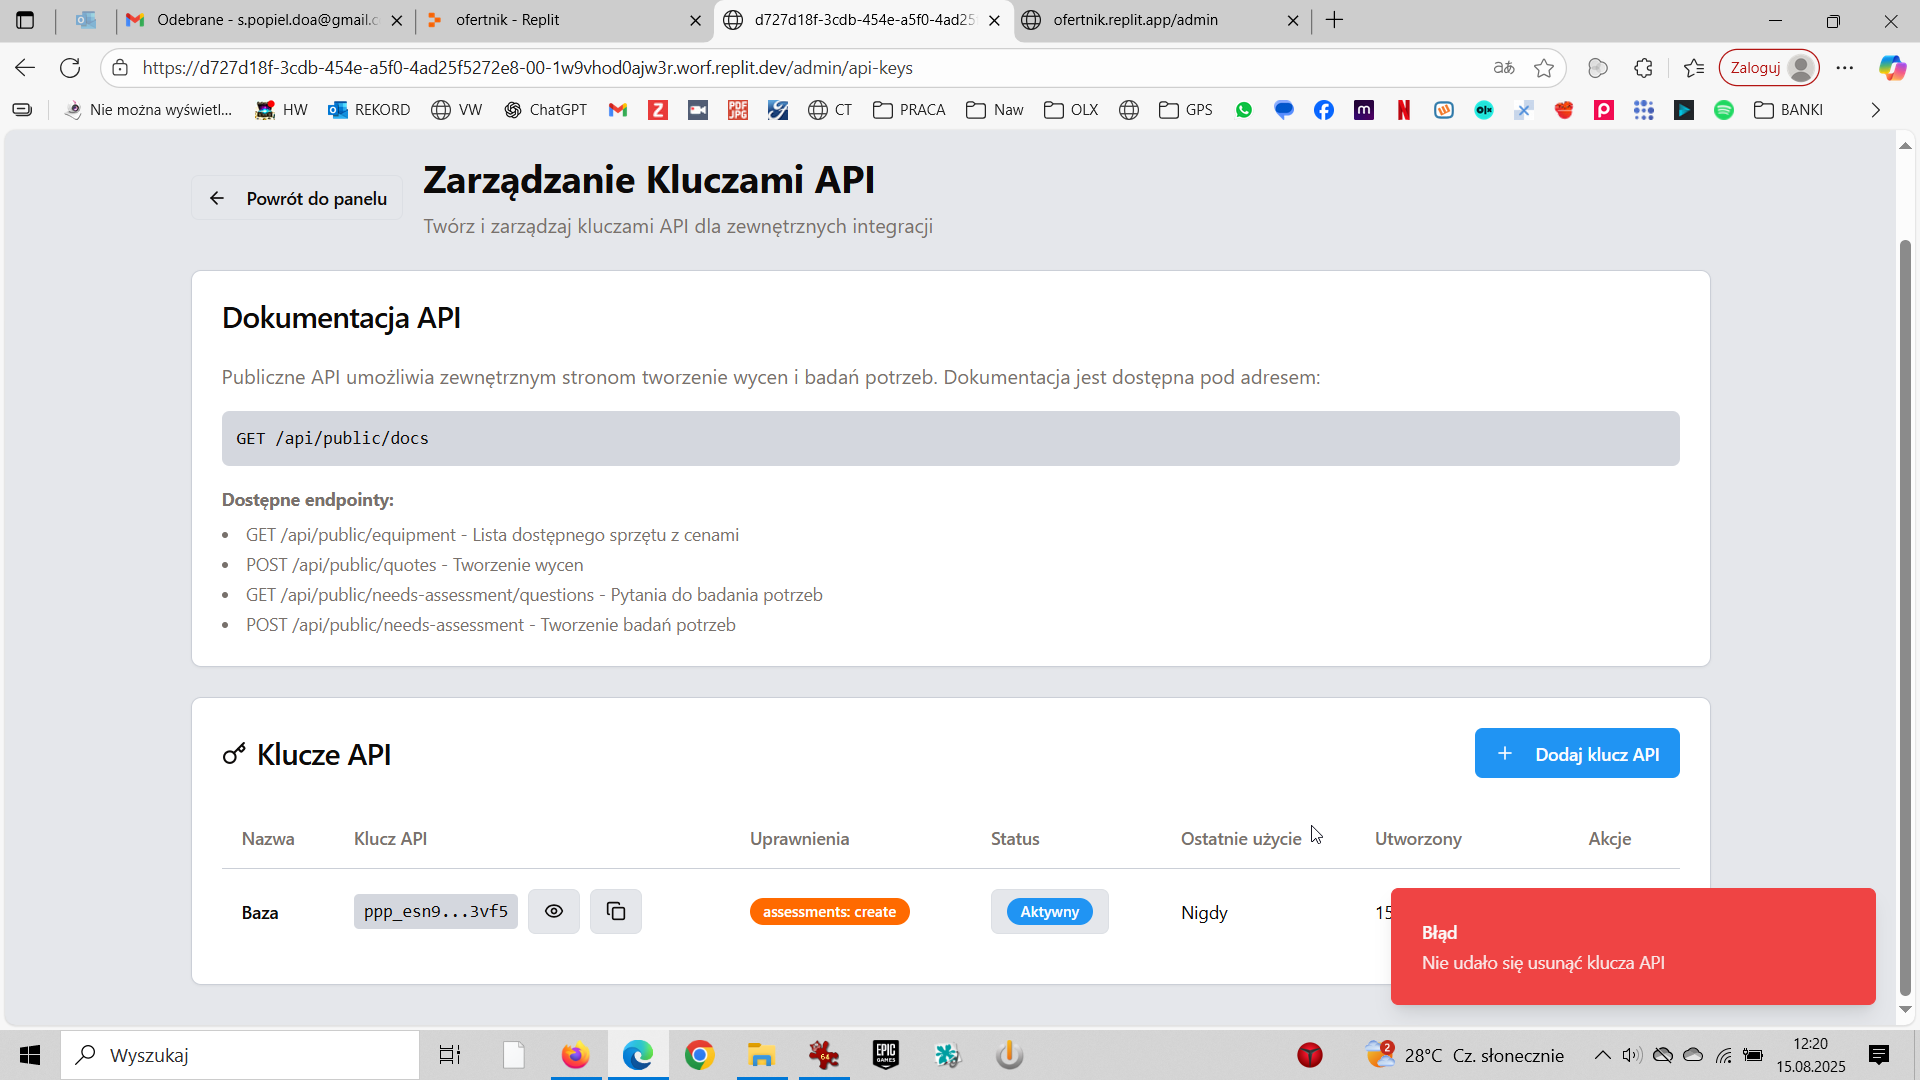 Odebrane - s.popiel.doa@gmail.c
ofertnik - Replit
d727d18f-3cdb-454e-a5f0-4ad25
ofertnik.replit.app/admin
https://d727d18f-3cdb-454e-a5f0-4ad25f5272e8-00-1w9vhod0ajw3r.worf.replit.dev/admin/api-keys
Zaloguj
Nie można wyświetl...
HW
REKORD
VW
ChatGPT
CT
PRACA
Naw
OLX
GPS
BANKI
Powrót do panelu
Zarządzanie Kluczami API
Twórz i zarządzaj kluczami API dla zewnętrznych integracji
Dokumentacja API
Publiczne API umożliwia zewnętrznym stronom tworzenie wycen i badań potrzeb. Dokumentacja jest dostępna pod adresem:
GET /api/public/docs
Dostępne endpointy:
• GET /api/public/equipment - Lista dostępnego sprzętu z cenami
• POST /api/public/quotes - Tworzenie wycen
• GET /api/public/needs-assessment/questions - Pytania do badania potrzeb
• POST /api/public/needs-assessment - Tworzenie badań potrzeb
Klucze API
Dodaj klucz API
Nazwa Klucz API Uprawnienia Status Ostatnie użycie Utworzony Akcje
Baza ppp_esn9...3vf5 assessments: create Aktywny Nigdy 15
Błąd
Nie udało się usunąć klucza API
Wyszukaj
28°C Cz. słonecznie
12:20
15.08.2025